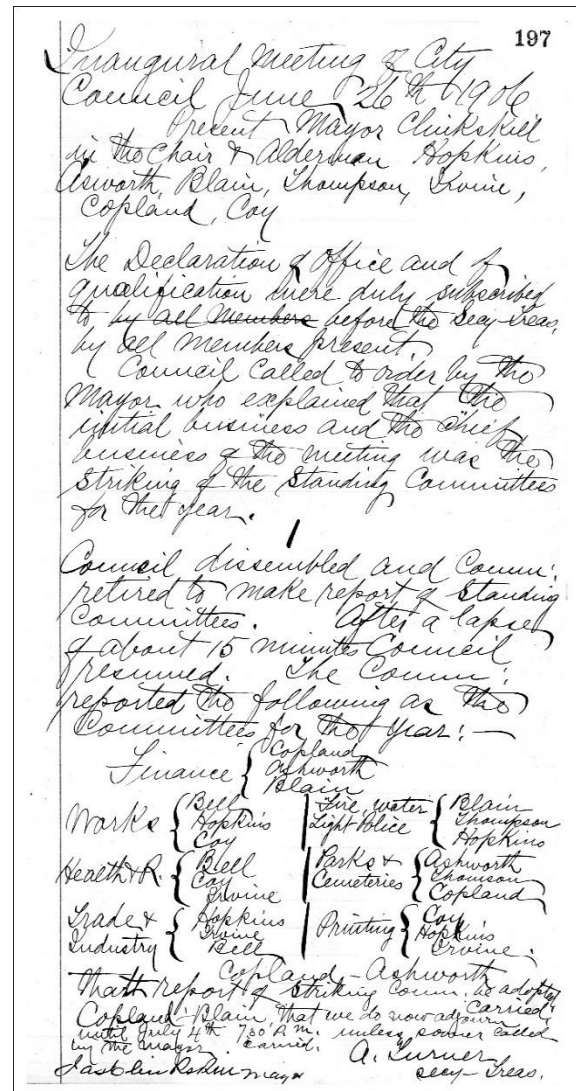 197
Inaugural Meeting of City
Council June 26th 1906
Present Mayor Clinkskill
in the chair & Alderman Hopkins,
Asworth, Blain, Thompson, Irvine,
Copland, Coy
The Declaration of Office and of
qualification were duly subscribed
to by all Members before the Secy-Treas,
by all members present.
Council called to order by the
Mayor who explained that the
initial business and the chief
business of the meeting was the
striking of the Standing Committees
for the year.
Council dissembled and Comm:
retired to make report of Standing
Committees. After a lapse
of about 15 minutes Council
resumed. The Comm:
reported the following as the
Committees for the Year:—
Finance { Copland
Ashworth
Blain
Works { Bell
Hopkins
Coy
Fire, water
Light Police { Blain
Thompson
Hopkins
Health & R. { Bell
Coy
Irvine
Parks &
Cemeteries { Ashworth
Thomson
Copland
Trade &
Industry { Hopkins
Irvine
Bell
Printing { Coy
Hopkins
Irvine.
Copland - Ashworth
That report of Striking Comm. be adopted
Carried.
Copland - Blain, that we do now adjourn
until July 4th 7:30 P.M. unless sooner called
by the mayor carried.
A. Turner
Secy-Treas.
Jas Clinkskill Mayor